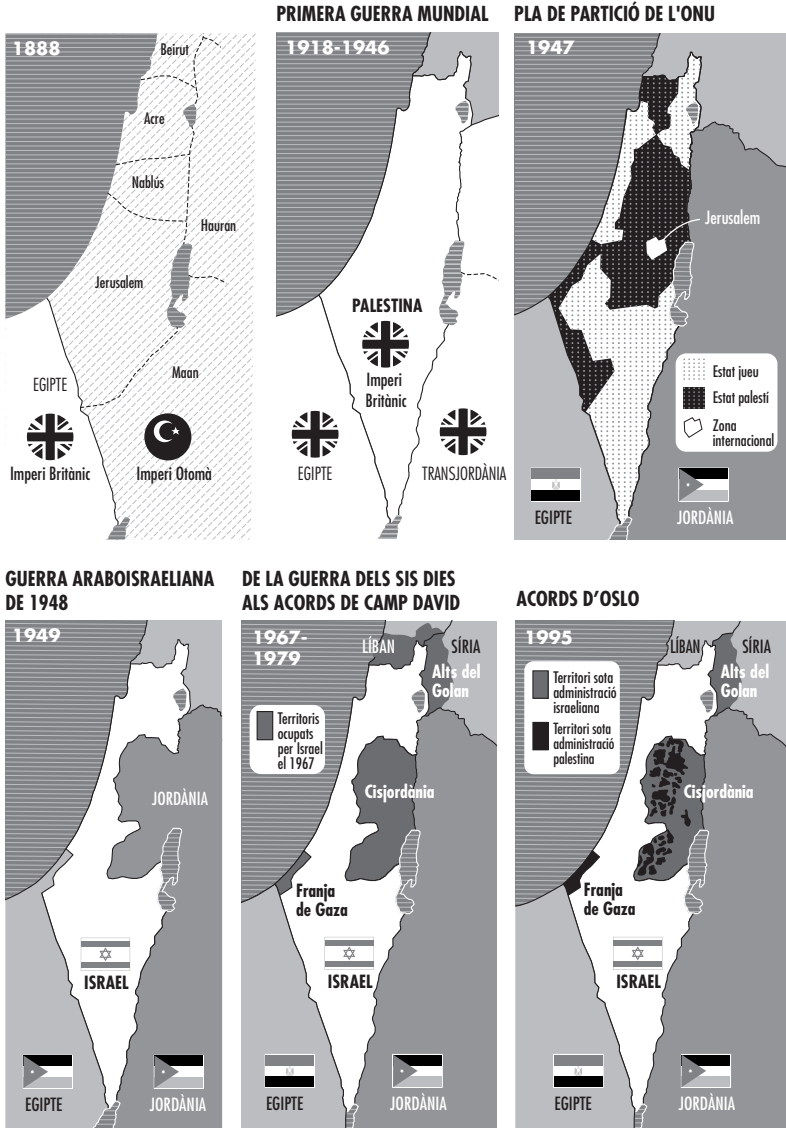 PRIMERA GUERRA MUNDIAL
PLA DE PARTICIÓ DE L'ONU
1888
Beirut
Acre
Nablús
Hauran
Jerusalem
Maan
EGIPTE
Imperi Britànic
Imperi Otomà
1918-1946
PALESTINA
Imperi
Britànic
EGIPTE
TRANSJORDÀNIA
1947
Jerusalem
Estat jueu
Estat palestí
Zona
internacional
EGIPTE
JORDÀNIA
GUERRA ARABOISRAELIANA
DE 1948
DE LA GUERRA DELS SIS DIES
ALS ACORDS DE CAMP DAVID
ACORDS D’OSLO
1949
JORDÀNIA
ISRAEL
EGIPTE
JORDÀNIA
1967-
1979
LÍBAN
SÍRIA
Alts del
Golan
Territoris
ocupats
per Israel
el 1967
Cisjordània
Franja
de Gaza
ISRAEL
EGIPTE
JORDÀNIA
1995
LÍBAN
SÍRIA
Alts del
Golan
Territori sota
administració
israeliana
Territori sota
administració
palestina
Cisjordània
Franja
de Gaza
ISRAEL
EGIPTE
JORDÀNIA